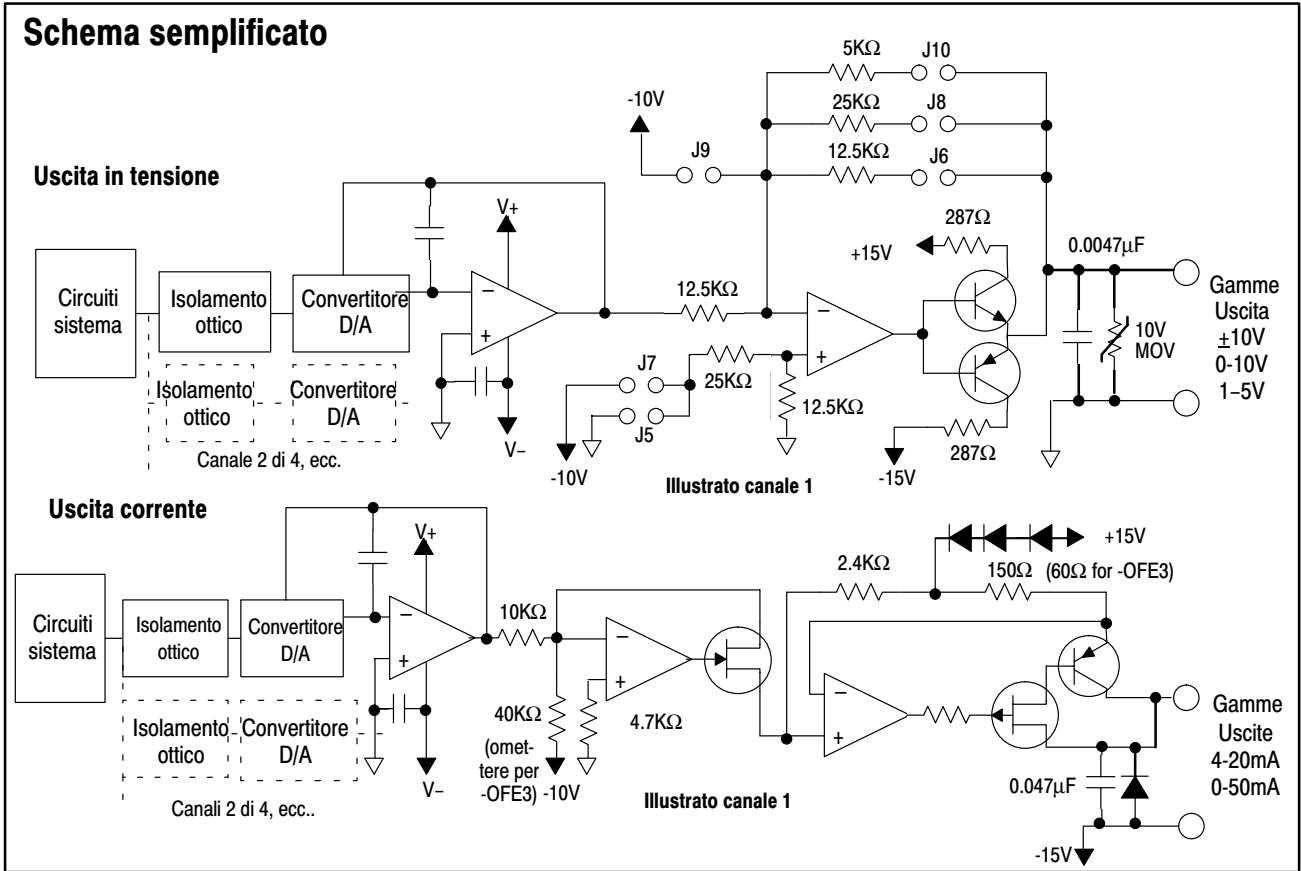 Schema semplificato
5KΩ
J10
-10V
25KΩ
J8
J9
12.5KΩ
J6
Uscita in tensione
V+
287Ω
+15V
0.0047µF
Circuiti
sistema
Isolamento
ottico
Convertitore
D/A
−
+
12.5KΩ
−
+
10V
MOV
Gamme
Uscita
±10V
0-10V
1–5V
J7
25KΩ
12.5KΩ
J5
Isolamento
ottico
Convertitore
D/A
V–
287Ω
Canale 2 di 4, ecc.
-10V
Illustrato canale 1
-15V
Uscita corrente
V+
+15V
2.4KΩ
150Ω
(60Ω for -OFE3)
Circuiti
sistema
Isolamento
ottico
Convertitore
D/A
−
+
10KΩ
−
+
−
+
40KΩ
4.7KΩ
(omet-
tere per
-OFE3)
-10V
Isolamento
ottico
Convertitore
D/A
V–
Gamme
Uscite
4-20mA
0-50mA
0.047µF
Canali 2 di 4, ecc..
Illustrato canale 1
-15V